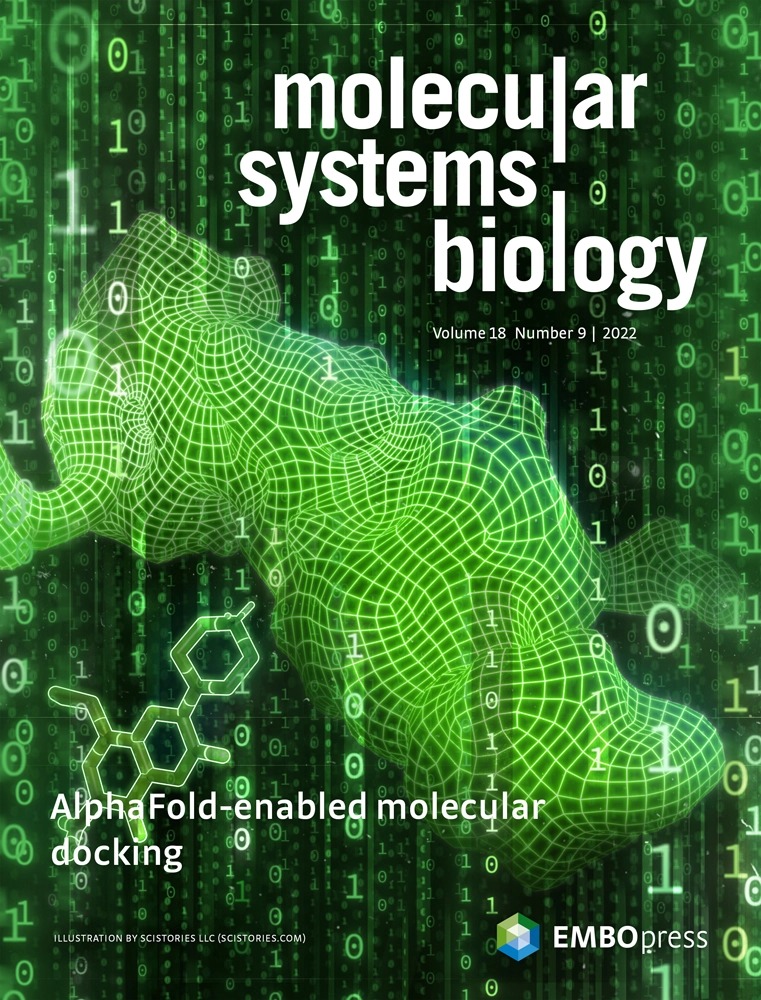 molecular
systems
biology
Volume 18 Number 9 | 2022
AlphaFold-enabled molecular
docking
ILLUSTRATION BY SCISTORIES LLC (SCISTORIES.COM)
EMBOpress